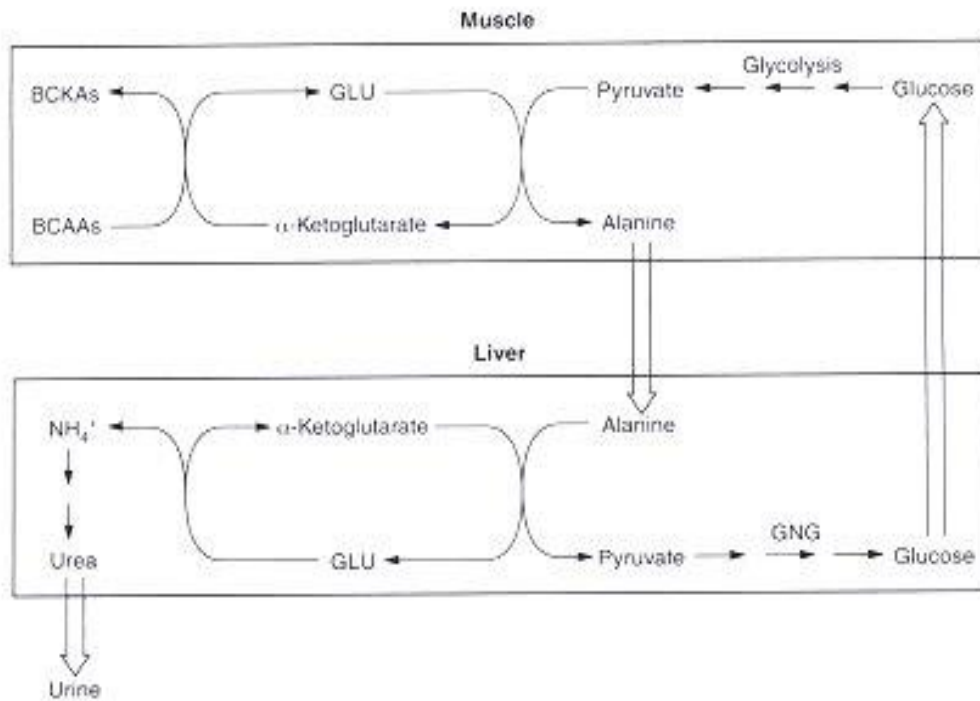 Muscle
Glycolysis
BCKAs GLU Pyruvate Glucose
BCAAs α-Ketoglutarate Alanine
Liver
NH₄⁺ α-Ketoglutarate Alanine
GNG
Urea GLU Pyruvate Glucose
Urine